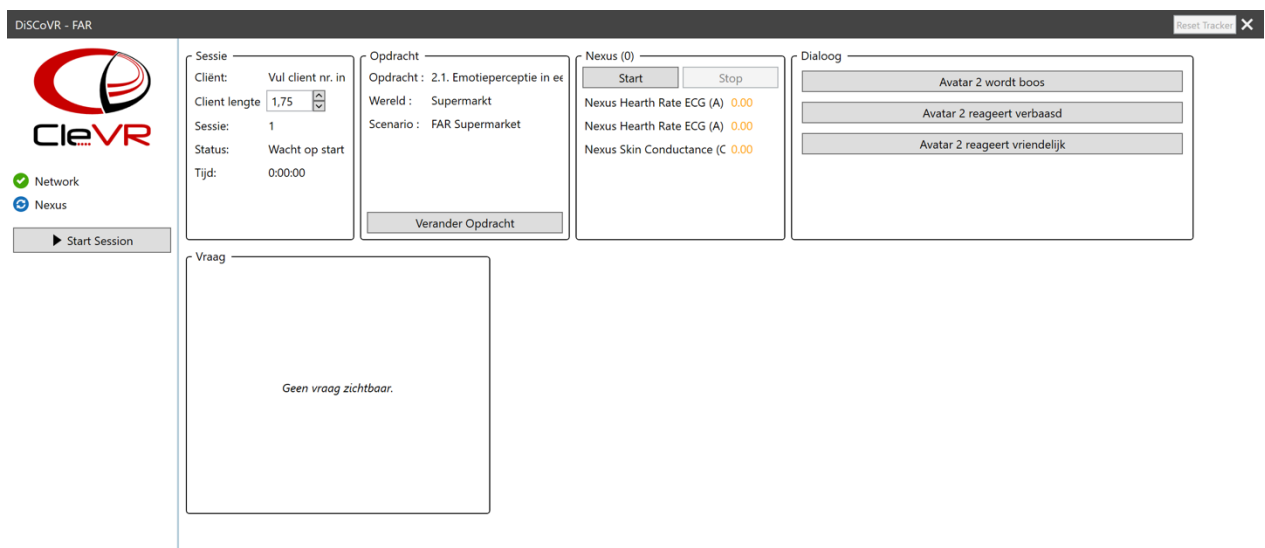 DiSCoVR - FAR
Reset Tracker
CleVR
Network
Nexus
Start Session
Sessie
Cliënt: Vul client nr. in
Client lengte 1,75
Sessie: 1
Status: Wacht op start
Tijd: 0:00:00
Opdracht
Opdracht : 2.1. Emotieperceptie in ee
Wereld : Supermarkt
Scenario : FAR Supermarket
Verander Opdracht
Nexus (0)
Start Stop
Nexus Hearth Rate ECG (A) 0.00
Nexus Hearth Rate ECG (A) 0.00
Nexus Skin Conductance (C 0.00
Dialoog
Avatar 2 wordt boos
Avatar 2 reageert verbaasd
Avatar 2 reageert vriendelijk
Vraag
Geen vraag zichtbaar.